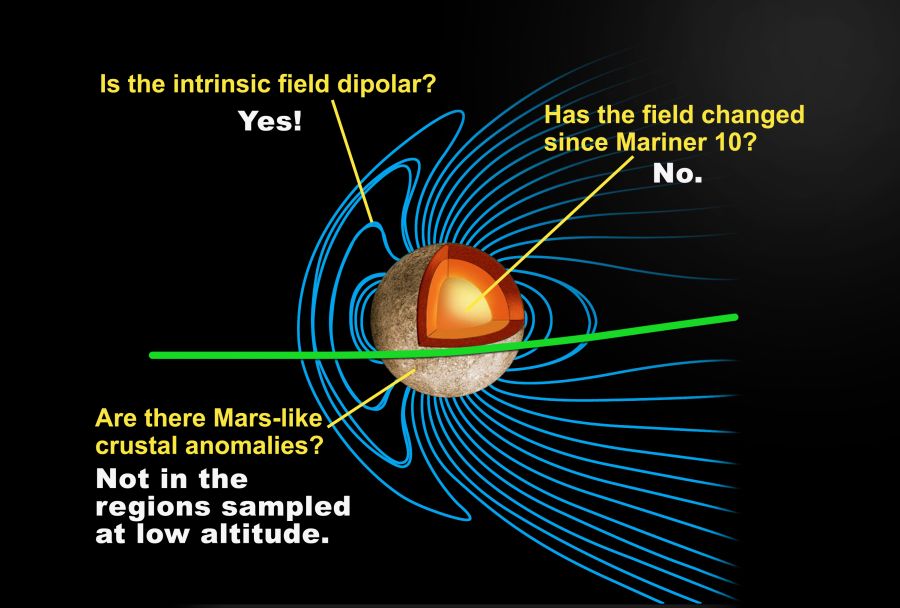 Is the intrinsic field dipolar?
Yes!
Has the field changed
since Mariner 10?
No.
Are there Mars-like
crustal anomalies?
Not in the
regions sampled
at low altitude.